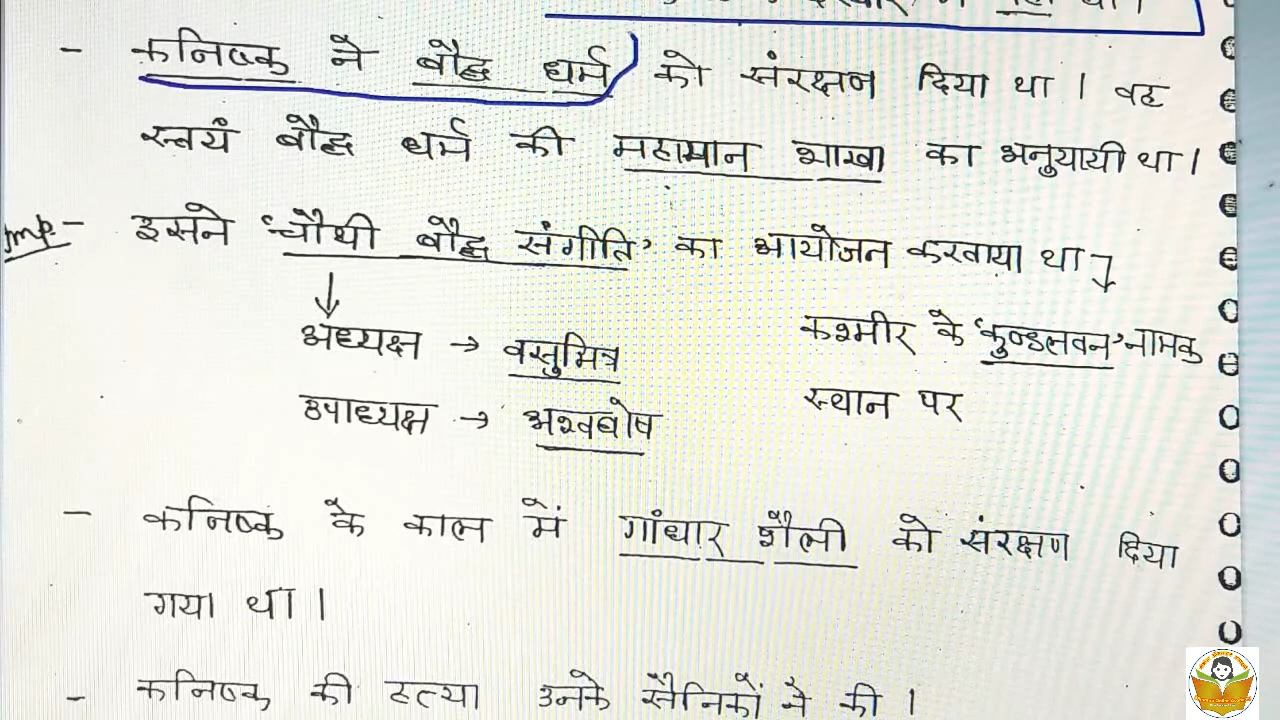 - कनिष्क ने बौद्ध धर्म को संरक्षन दिया था। वह
स्वयं बौद्ध धर्म की महायान शाखा का अनुयायी था।
Imp - इसने 'चौथी बौद्ध संगीति' का आयोजन करवाया था
अध्यक्ष → वसुमित्र
उपाध्यक्ष → अश्वघोष
कश्मीर के 'कुण्डलवन' नामक
स्थान पर
- कनिष्क के काल में गांधार शैली को संरक्षण दिया
गया था।
- कनिष्क की हत्या उनके सैनिकों ने की।